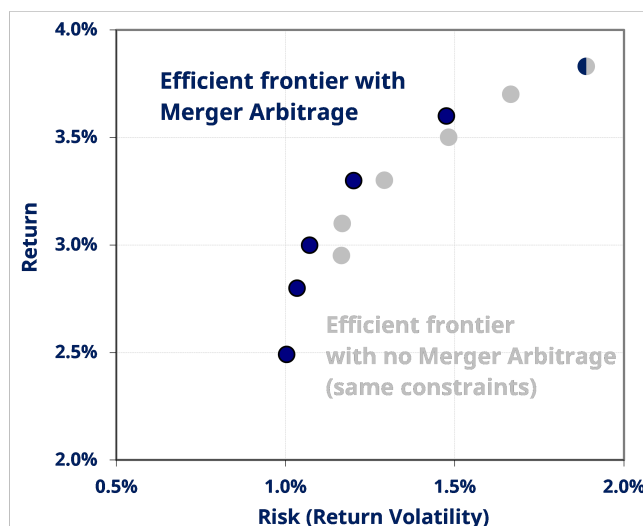 4.0%
Efficient frontier with
Merger Arbitrage
3.5%
Return
3.0%
Efficient frontier
with no Merger Arbitrage
(same constraints)
2.5%
2.0%
0.5%
1.0%
1.5%
2.0%
Risk (Return Volatility)